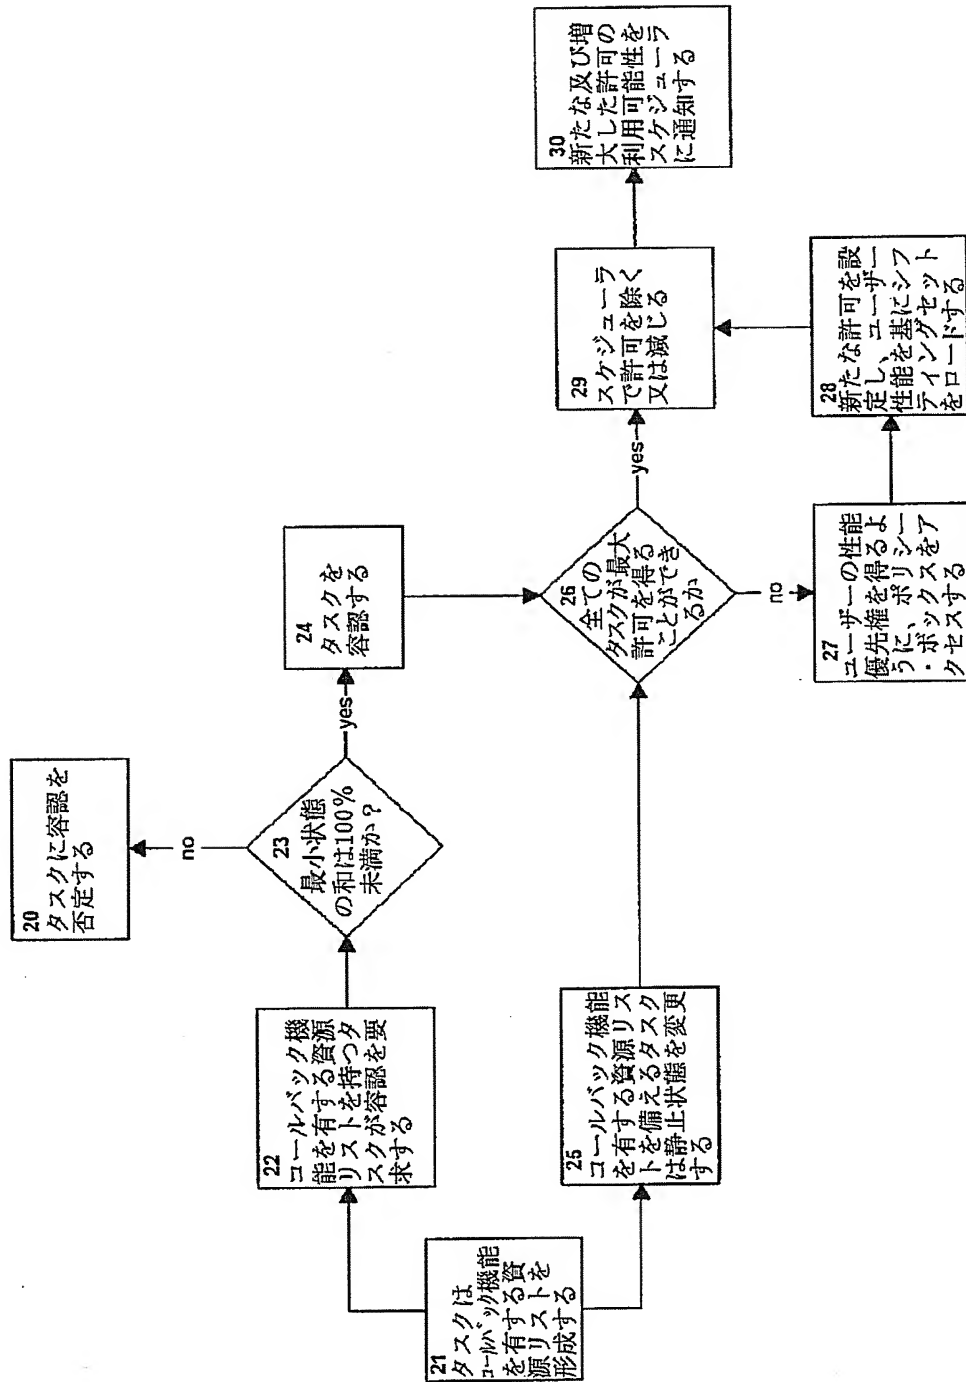 21
タスクは
コールバック機能
を有する資
源リストを
形成する
22
コールバック機
能を有する資源
リストを持つタ
スクが容認を要
求する
23
最小状態
の和は100%
未満か?
no
20
タスクに容認を
否定する
yes
24
タスクを
容認する
25
コールバック機能
を有する資源リス
トを備えるタスク
は静止状態を変更
する
26
全ての
タスクが最大
許可を得る
ことができ
るか
no
27
ユーザーの性能
優先権を得るよ
うに、ポリシー
・ボックスをア
クセスする
28
新たな許可を設
定し、ユーザー
性能を基にシフ
ティングセット
をロードする
yes
29
スケジューラ
で許可を除く
又は減じる
30
新たな及び増
大した許可の
利用可能性を
スケジューラ
に通知する